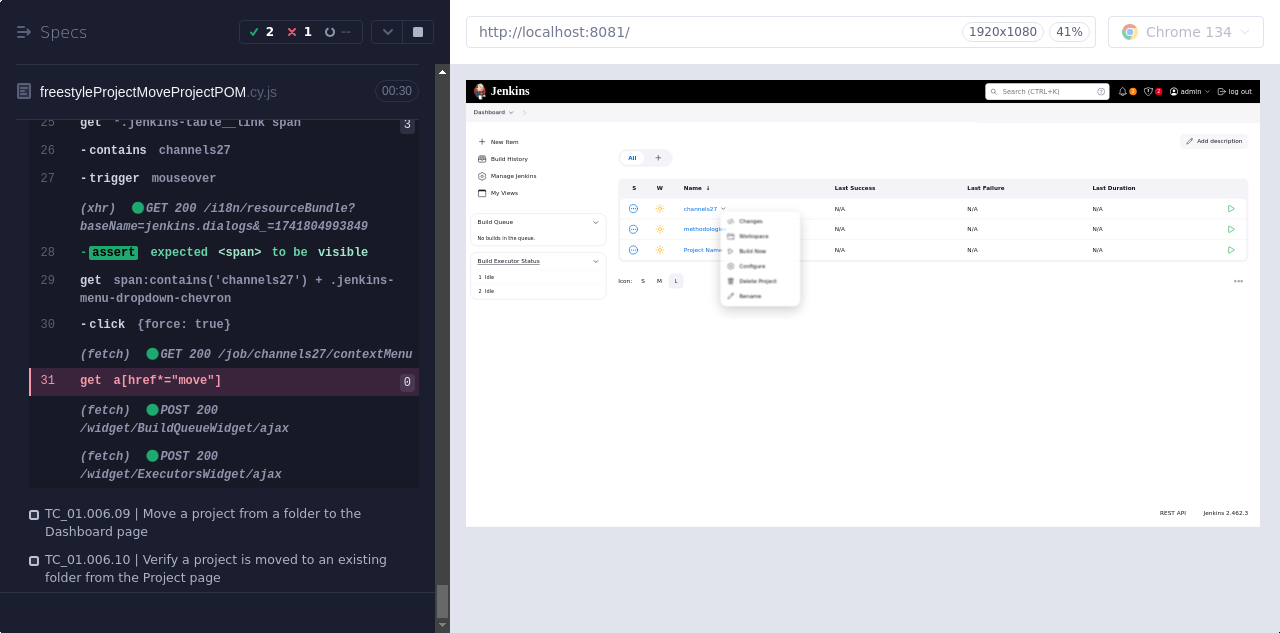 Specs
2
1
--
http://localhost:8081/
1920x1080
41%
Chrome 134
freestyleProjectMoveProjectPOM.cy.js
00:30
25 get *.jenkins-table__link span 3
26 -contains channels27
27 -trigger mouseover
(xhr) GET 200 /i18n/resourceBundle?
baseName=jenkins.dialogs&_=1741804993849
28 -assert expected <span> to be visible
29 get span:contains('channels27') + .jenkins-
menu-dropdown-chevron
30 -click {force: true}
(fetch) GET 200 /job/channels27/contextMenu
31 get a[href*="move"] 0
(fetch) POST 200
/widget/BuildQueueWidget/ajax
(fetch) POST 200
/widget/ExecutorsWidget/ajax
TC_01.006.09 | Move a project from a folder to the
Dashboard page
TC_01.006.10 | Verify a project is moved to an existing
folder from the Project page
Jenkins
Search (CTRL+K)
2
2
admin
log out
Dashboard
New Item
Build History
Manage Jenkins
My Views
Build Queue
No builds in the queue.
Build Executor Status
1 Idle
2 Idle
Add description
All +
S W Name ↓ Last Success Last Failure Last Duration
channels27 N/A N/A N/A
methodologi N/A N/A N/A
Project Name N/A N/A N/A
Changes
Workspace
Build Now
Configure
Delete Project
Rename
Icon: S M L
REST API
Jenkins 2.462.3